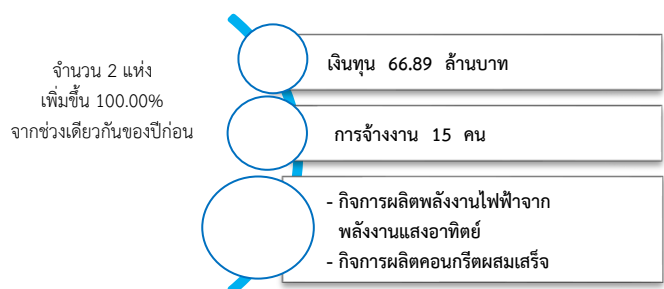 จำนวน 2 แห่ง
เพิ่มขึ้น 100.00%
จากช่วงเดียวกันของปีก่อน
เงินทุน 66.89 ล้านบาท
การจ้างงาน 15 คน
- กิจการผลิตพลังงานไฟฟ้าจาก
พลังงานแสงอาทิตย์
- กิจการผลิตคอนกรีตผสมเสร็จ